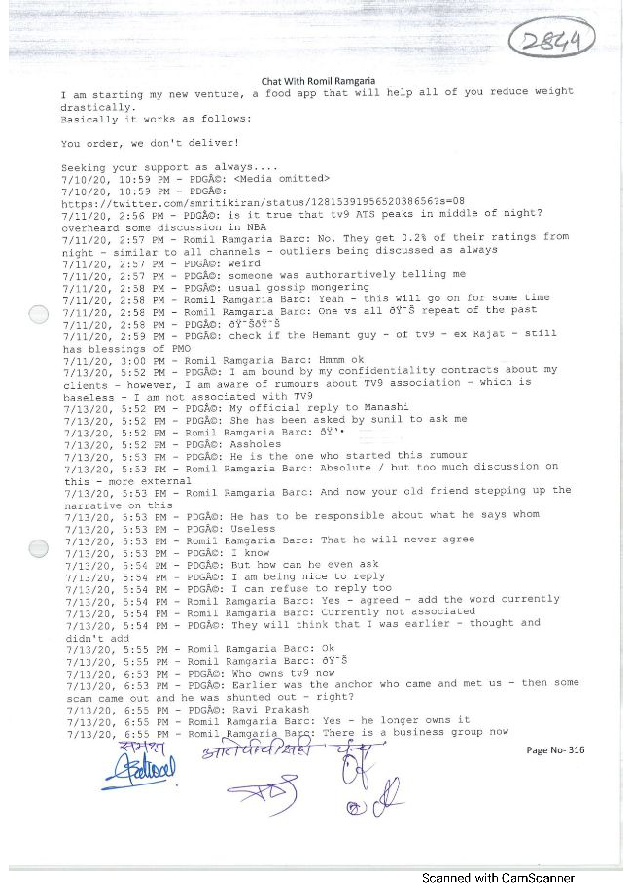 2844
Chat With Romil Ramgaria
I am starting my new venture, a food app that will help all of you reduce weight
drastically.
Basically it works as follows:
You order, we don't deliver!
Seeking your support as always....
7/10/20, 10:59 PM - PDGÂ©: <Media omitted>
7/10/20, 10:59 PM - PDGÂ©:
https://twitter.com/smritikiran/status/1281539195652038656?s=08
7/11/20, 2:56 PM - PDGÂ©: is it true that tv9 ATS peaks in middle of night?
overheard some discussion in NBA
7/11/20, 2:57 PM - Romil Ramgaria Barc: No. They get 0.2% of their ratings from
night - similar to all channels - outliers being discussed as always
7/11/20, 2:57 PM - PDGÂ©: weird
7/11/20, 2:57 PM - PDGÂ©: someone was authorartively telling me
7/11/20, 2:58 PM - PDGÂ©: usual gossip mongering
7/11/20, 2:58 PM - Romil Ramgaria Barc: Yeah - this will go on for some time
7/11/20, 2:58 PM - Romil Ramgaria Barc: One vs all ðŸ˜Š repeat of the past
7/11/20, 2:58 PM - PDGÂ©: ðŸ˜ŠðŸ˜Š
7/11/20, 2:59 PM - PDGÂ©: check if the Hemant guy - of tv9 - ex Rajat - still
has blessings of PMO
7/11/20, 3:00 PM - Romil Ramgaria Barc: Hmmm ok
7/13/20, 5:52 PM - PDGÂ©: I am bound by my confidentiality contracts about my
clients - however, I am aware of rumours about TV9 association - which is
baseless - I am not associated with TV9
7/13/20, 5:52 PM - PDGÂ©: My official reply to Manashi
7/13/20, 5:52 PM - PDGÂ©: She has been asked by sunil to ask me
7/13/20, 5:52 PM - Romil Ramgaria Barc: ðŸ'•
7/13/20, 5:52 PM - PDGÂ©: Assholes
7/13/20, 5:53 PM - PDGÂ©: He is the one who started this rumour
7/13/20, 5:53 PM - Romil Ramgaria Barc: Absolute / but too much discussion on
this - more external
7/13/20, 5:53 PM - Romil Ramgaria Barc: And now your old friend stepping up the
narrative on this
7/13/20, 5:53 PM - PDGÂ©: He has to be responsible about what he says whom
7/13/20, 5:53 PM - PDGÂ©: Useless
7/13/20, 5:53 PM - Romil Ramgaria Barc: That he will never agree
7/13/20, 5:53 PM - PDGÂ©: I know
7/13/20, 5:54 PM - PDGÂ©: But how can he even ask
7/13/20, 5:54 PM - PDGÂ©: I am being nice to reply
7/13/20, 5:54 PM - PDGÂ©: I can refuse to reply too
7/13/20, 5:54 PM - Romil Ramgaria Barc: Yes - agreed - add the word currently
7/13/20, 5:54 PM - Romil Ramgaria Barc: Currently not associated
7/13/20, 5:54 PM - PDGÂ©: They will think that I was earlier - thought and
didn't add
7/13/20, 5:55 PM - Romil Ramgaria Barc: Ok
7/13/20, 5:55 PM - Romil Ramgaria Barc: ðŸ˜Š
7/13/20, 6:53 PM - PDGÂ©: Who owns tv9 now
7/13/20, 6:53 PM - PDGÂ©: Earlier was the anchor who came and met us - then some
scam came out and he was shunted out - right?
7/13/20, 6:55 PM - PDGÂ©: Ravi Prakash
7/13/20, 6:55 PM - Romil Ramgaria Barc: Yes - he longer owns it
7/13/20, 6:55 PM - Romil Ramgaria Barc: There is a business group now
समक्ष
Page No- 316
Scanned with CamScanner